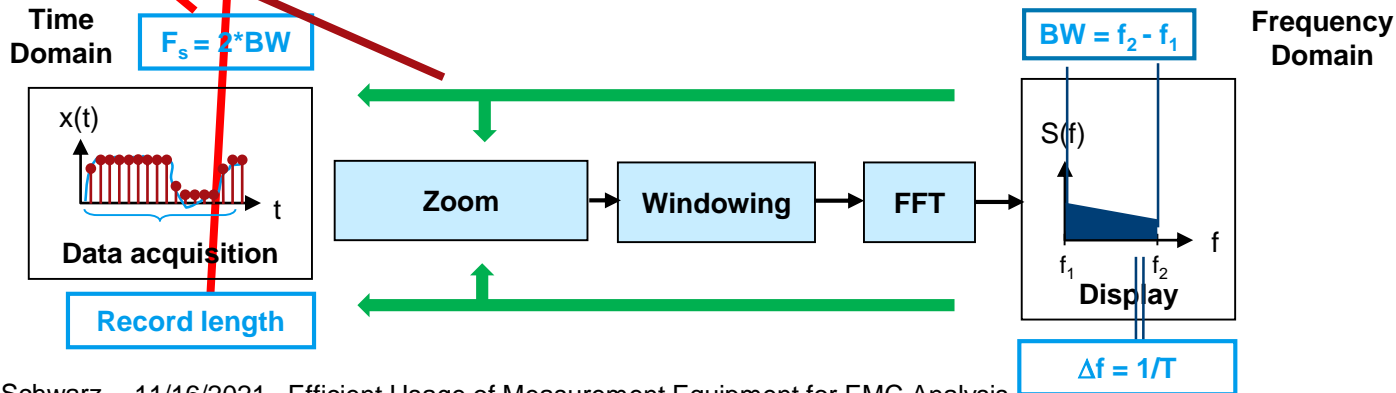 Time
Domain
Fₛ = 2*BW
BW = f₂ - f₁
Frequency
Domain
x(t)
t
Data acquisition
Record length
Zoom
Windowing
FFT
S(f)
f
f₁
f₂
Display
Δf = 1/T
Schwarz 11/16/2021 Efficient Usage of Measurement Equipment for EMC Analysis